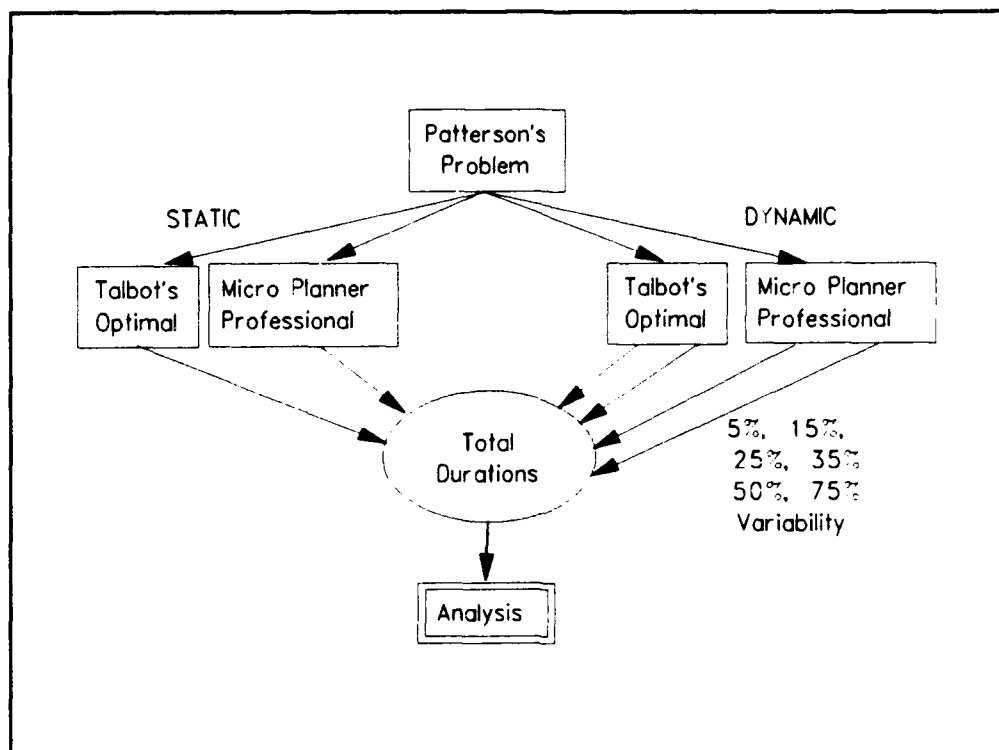 Patterson's
Problem
STATIC
DYNAMIC
Talbot's
Optimal
Micro Planner
Professional
Talbot's
Optimal
Micro Planner
Professional
Total
Durations
5%, 15%,
25%, 35%
50%, 75%
Variability
Analysis